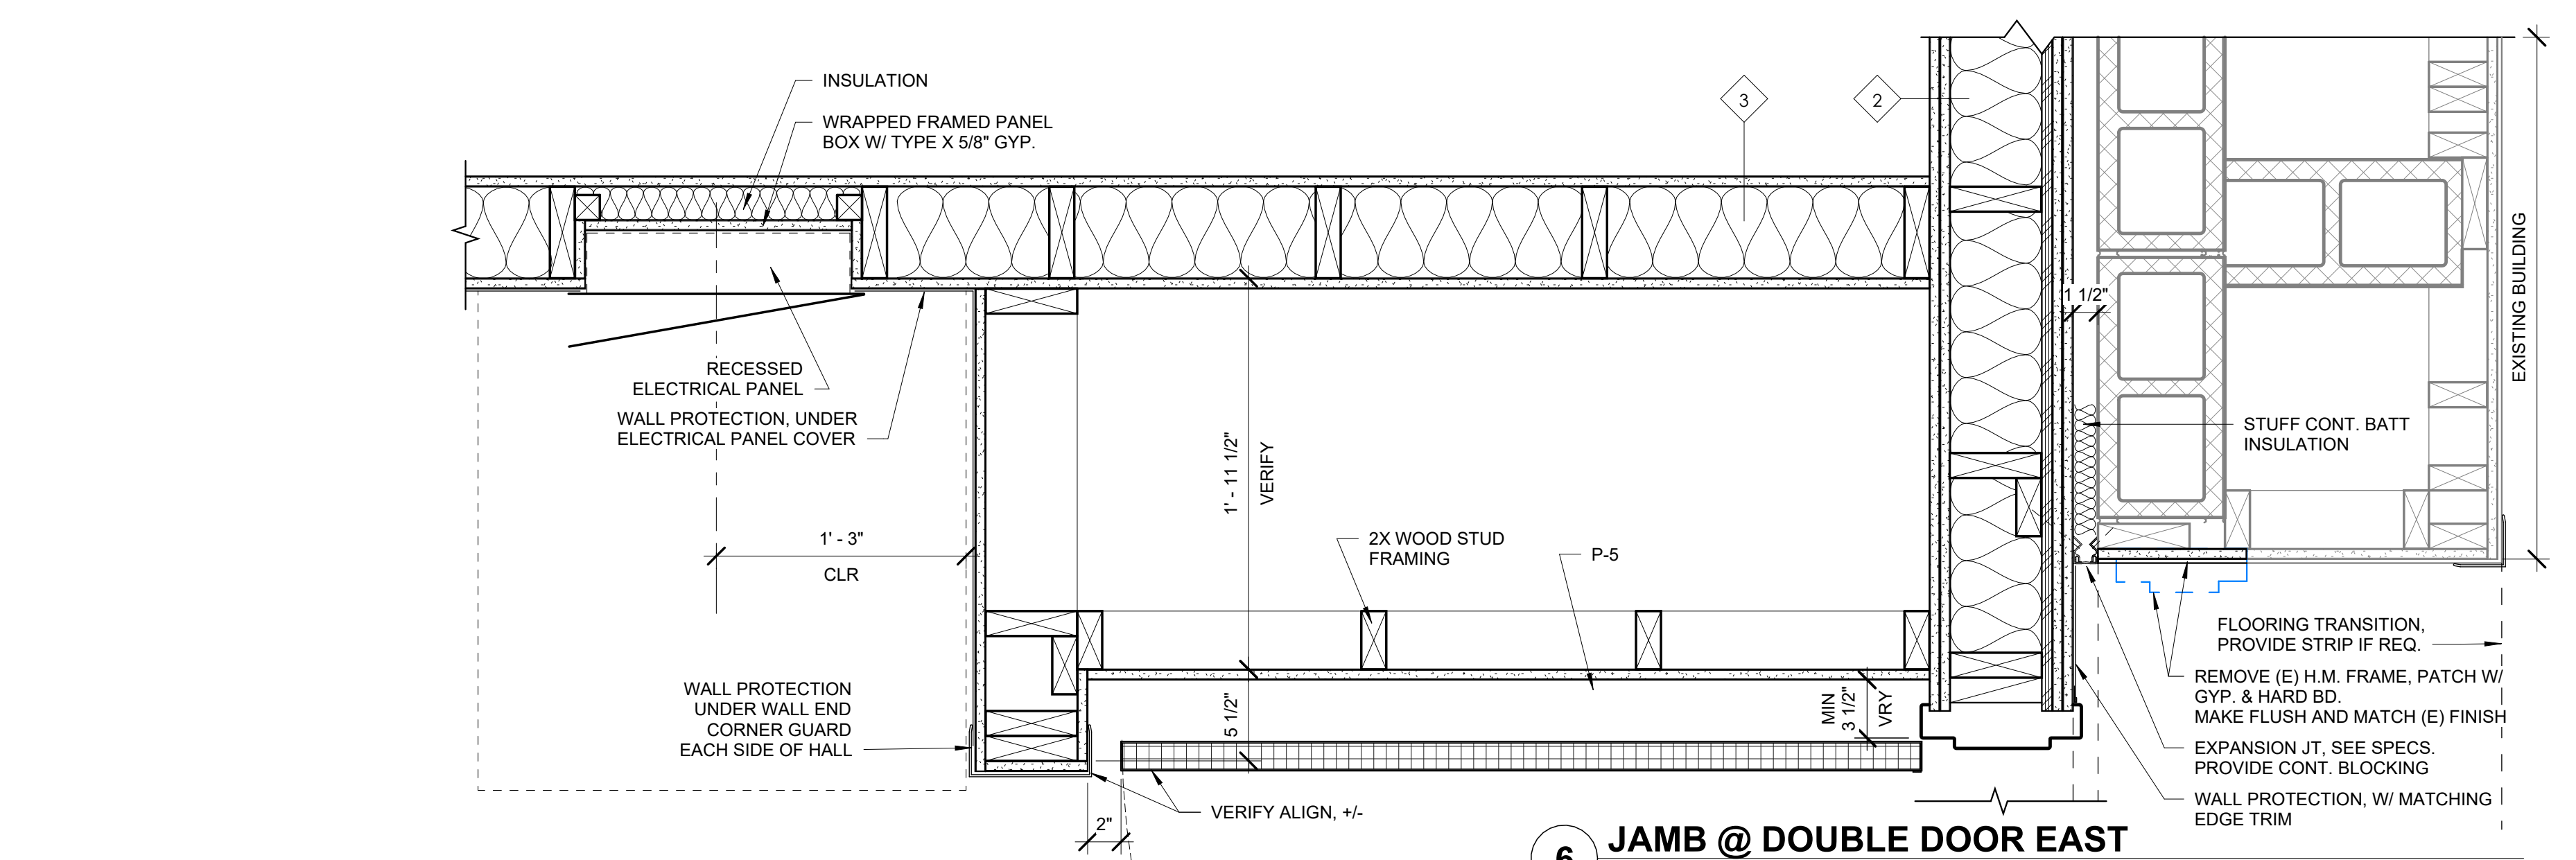 INSULATION
WRAPPED FRAMED PANEL
BOX W/ TYPE X 5/8" GYP.
3
2
1 1/2"
EXISTING BUILDING
RECESSED
ELECTRICAL PANEL
WALL PROTECTION, UNDER
ELECTRICAL PANEL COVER
STUFF CONT. BATT
INSULATION
1' - 11 1/2"
VERIFY
1' - 3"
CLR
2X WOOD STUD
FRAMING
P-5
FLOORING TRANSITION,
PROVIDE STRIP IF REQ.
REMOVE (E) H.M. FRAME, PATCH W/
GYP. & HARD BD.
MAKE FLUSH AND MATCH (E) FINISH
WALL PROTECTION
UNDER WALL END
CORNER GUARD
EACH SIDE OF HALL
5 1/2"
MIN
3 1/2"
VRY
EXPANSION JT, SEE SPECS.
PROVIDE CONT. BLOCKING
WALL PROTECTION, W/ MATCHING
EDGE TRIM
VERIFY ALIGN, +/-
2"
6
JAMB @ DOUBLE DOOR EAST